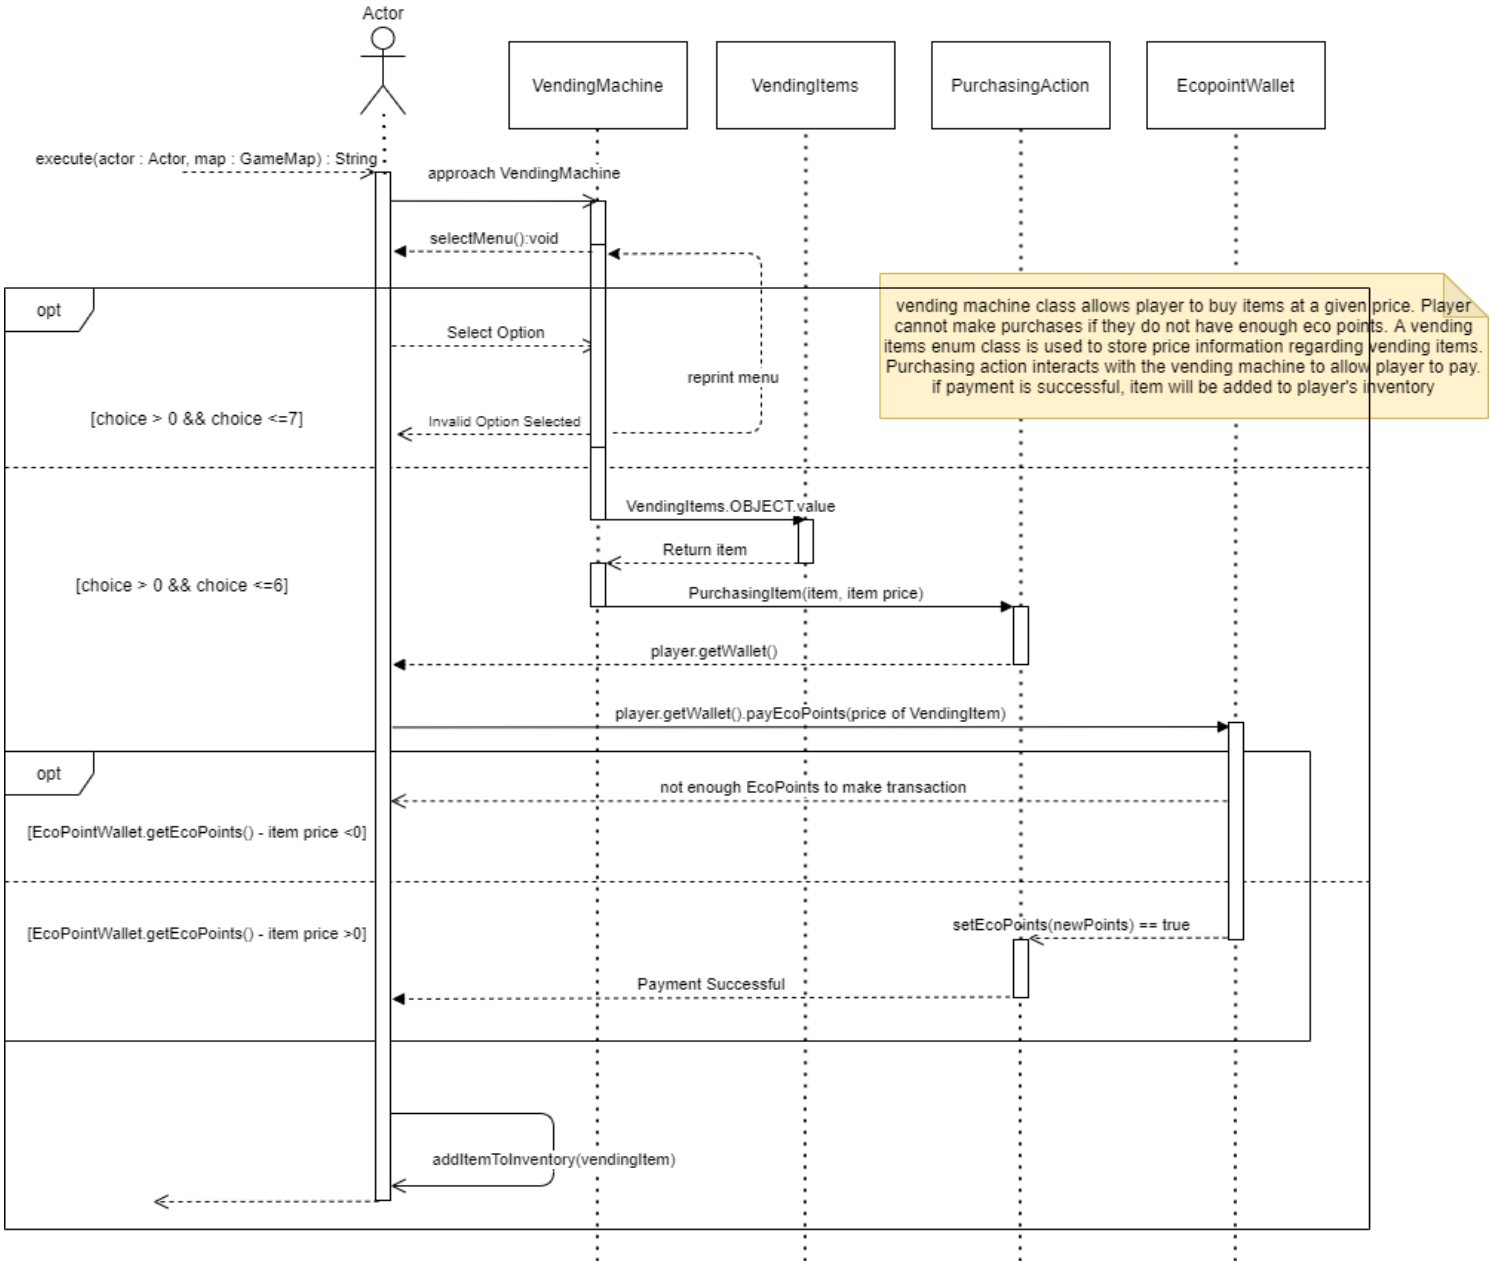 Actor
VendingMachine
VendingItems
PurchasingAction
EcopointWallet
execute(actor : Actor, map : GameMap) : String
approach VendingMachine
selectMenu():void
opt
vending machine class allows player to buy items at a given price. Player
cannot make purchases if they do not have enough eco points. A vending
items enum class is used to store price information regarding vending items.
Purchasing action interacts with the vending machine to allow player to pay.
if payment is successful, item will be added to player's inventory
Select Option
reprint menu
[choice > 0 && choice <=7]
Invalid Option Selected
VendingItems.OBJECT.value
Return item
[choice > 0 && choice <=6]
PurchasingItem(item, item price)
player.getWallet()
player.getWallet().payEcoPoints(price of VendingItem)
opt
not enough EcoPoints to make transaction
[EcoPointWallet.getEcoPoints() - item price <0]
setEcoPoints(newPoints) == true
[EcoPointWallet.getEcoPoints() - item price >0]
Payment Successful
addItemToInventory(vendingItem)